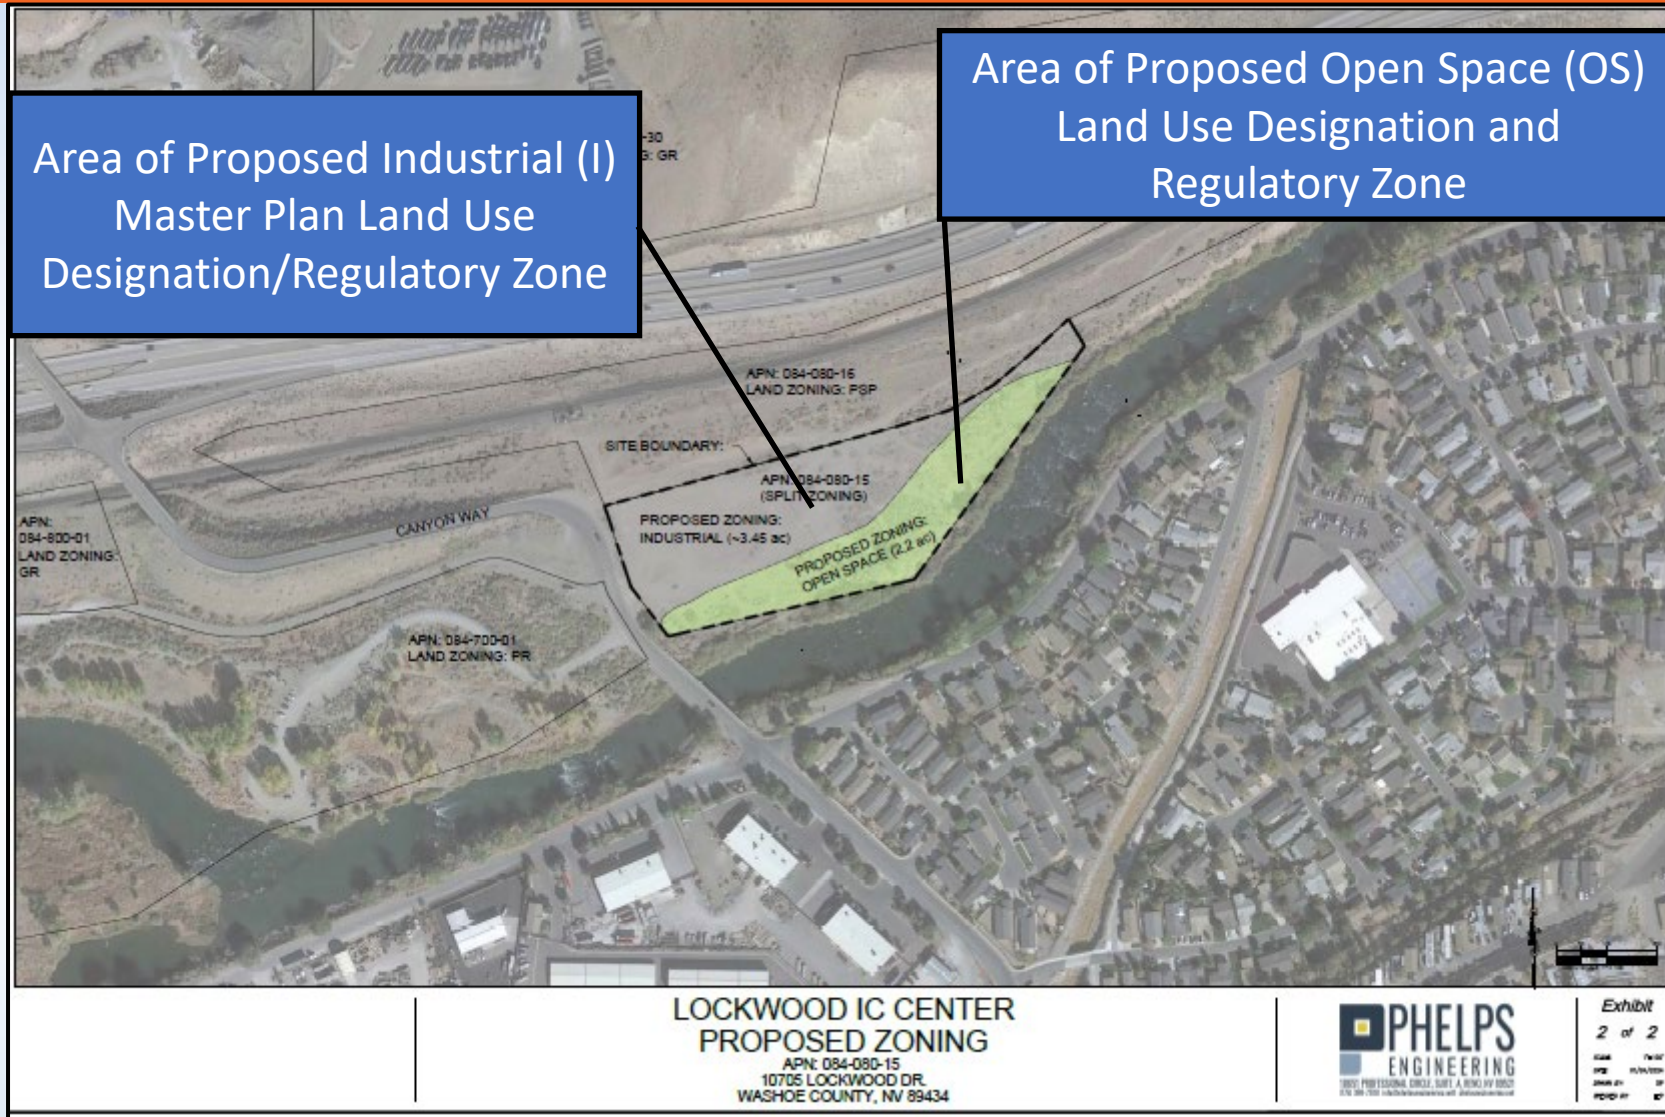 Area of Proposed Industrial (I)
Master Plan Land Use
Designation/Regulatory Zone
Area of Proposed Open Space (OS)
Land Use Designation and
Regulatory Zone
-30
G: GR
APN: 084-080-16
LAND ZONING: PSP
SITE BOUNDARY:
APN: 084-080-15
(SPLIT ZONING)
PROPOSED ZONING:
INDUSTRIAL (~3.45 ac)
PROPOSED ZONING:
OPEN SPACE (2.2 ac)
CANYON WAY
APN:
084-800-01
LAND ZONING:
GR
APN: 084-700-01
LAND ZONING: PR
LOCKWOOD IC CENTER
PROPOSED ZONING
APN: 084-080-15
10705 LOCKWOOD DR.
WASHOE COUNTY, NV 89434
PHELPS
ENGINEERING
Exhibit
2 of 2